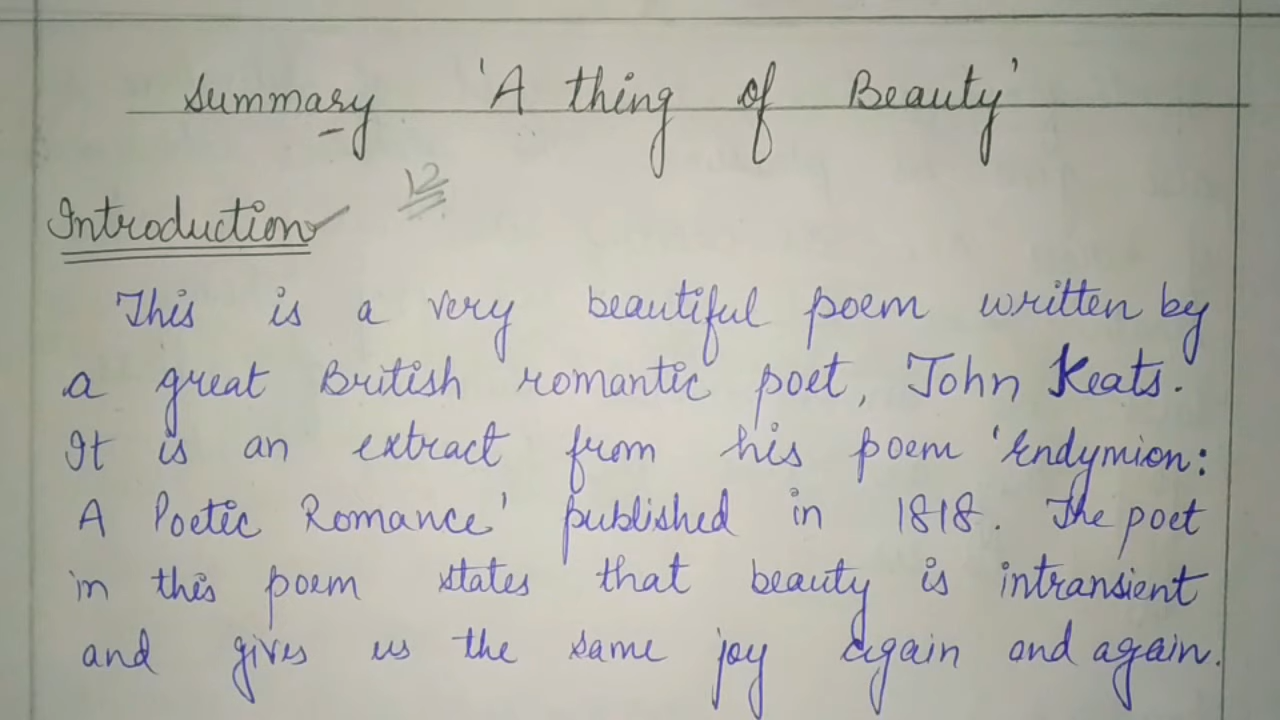 Summary 'A thing of Beauty'
12
Introduction
This is a very beautiful poem written by
a great British romantic poet, John Keats.
It is an extract from his poem 'Endymion:
A Poetic Romance' published in 1818. The poet
in this poem states that beauty is intransient
and gives us the same joy again and again.